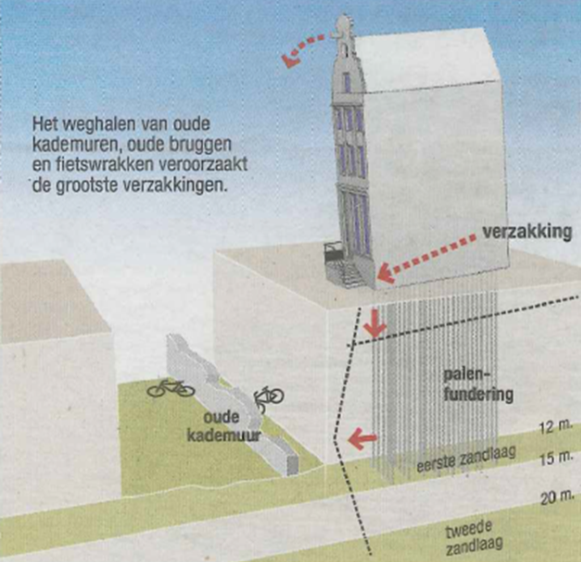 Het weghalen van oude
kademuren, oude bruggen
en fietswrakken veroorzaakt
de grootste verzakkingen.
verzakking
palen-
fundering
oude
kademuur
12 m.
eerste zandlaag
15 m.
20 m.
tweede
zandlaag